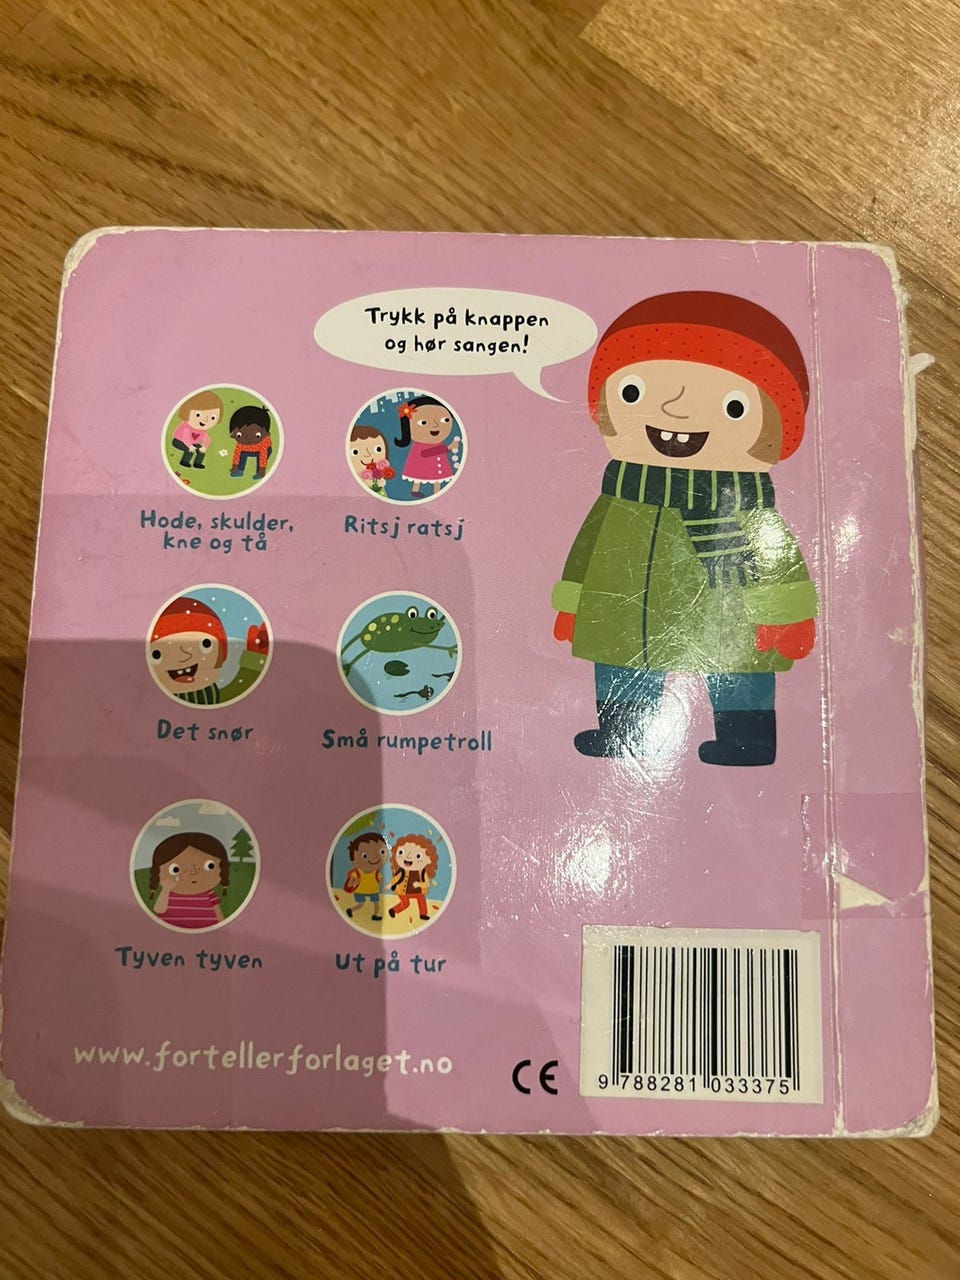 Trykk på knappen
og hør sangen!
Hode, skulder,
kne og tå
Ritsj ratsj
Det snør
Små rumpetroll
Tyven tyven
Ut på tur
www.fortellerforlaget.no
CE
9 788281 033375